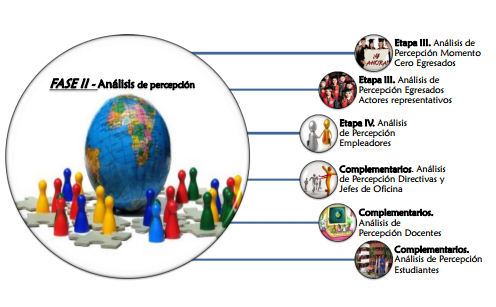 FASE II - Análisis de percepción
Etapa III. Análisis de
Percepción Momento
Cero Egresados
Etapa III. Análisis de
Percepción Egresados
Actores representativos
Etapa IV. Análisis
de Percepción
Empleadores
Complementarios. Análisis
de Percepción Directivas y
Jefes de Oficina
Complementarios.
Análisis de
Percepción Docentes
Complementarios.
Análisis de Percepción
Estudiantes